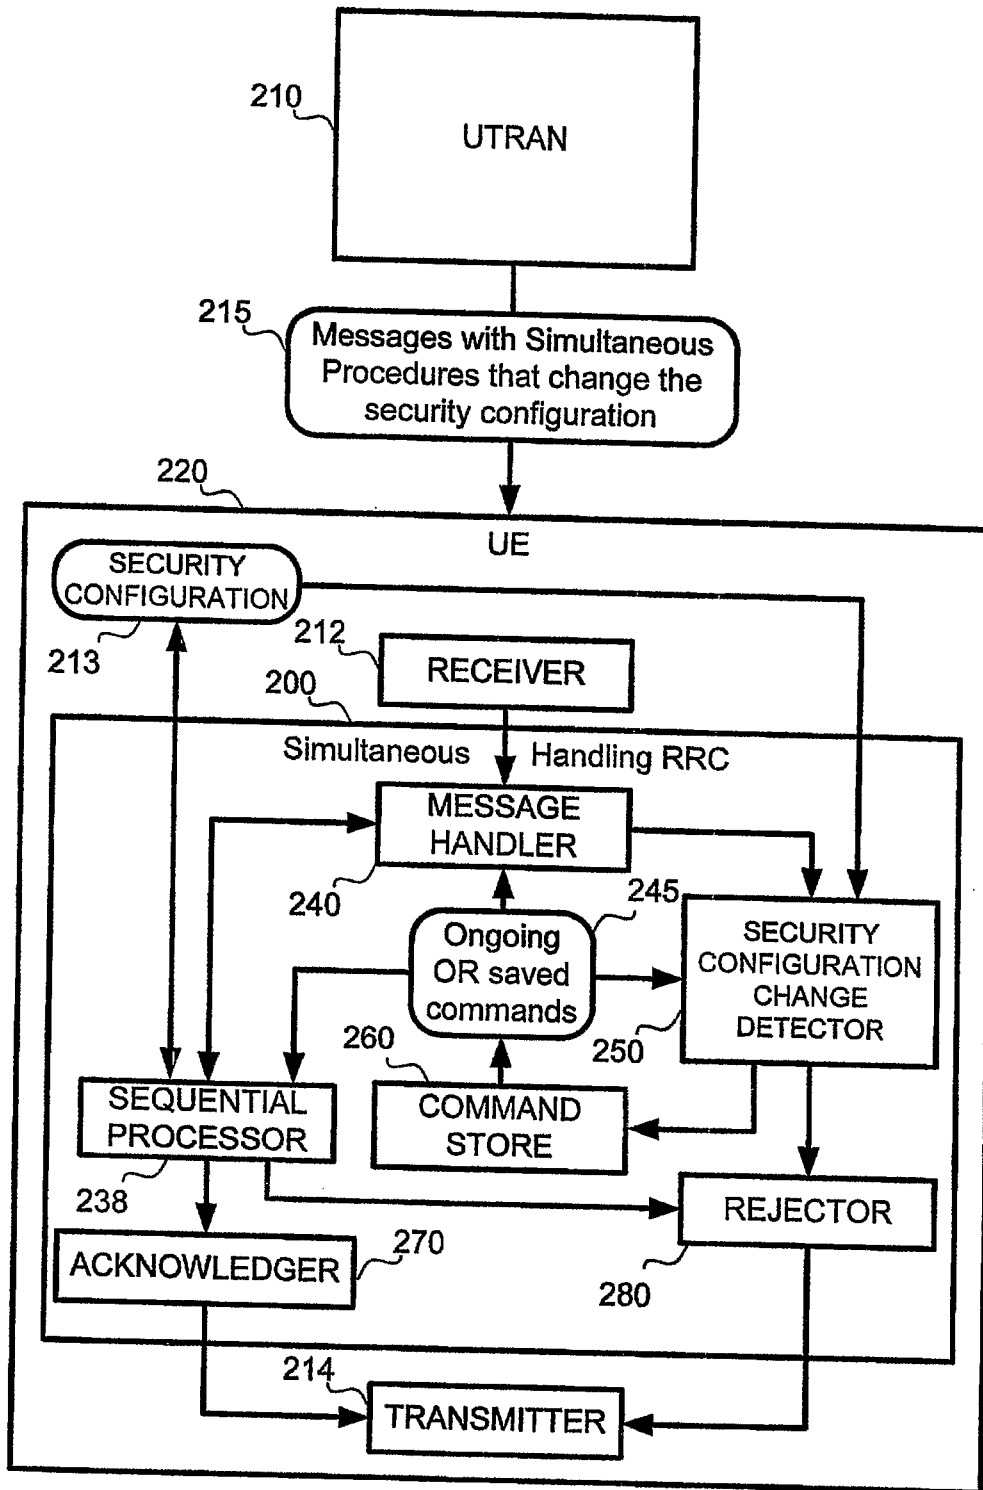 210
UTRAN
215
Messages with Simultaneous
Procedures that change the
security configuration
220
UE
SECURITY
CONFIGURATION
213
212
RECEIVER
200
Simultaneous Handling RRC
MESSAGE
HANDLER
240
245
Ongoing
OR saved
commands
SECURITY
CONFIGURATION
CHANGE
DETECTOR
250
260
COMMAND
STORE
SEQUENTIAL
PROCESSOR
238
REJECTOR
280
ACKNOWLEDGER
270
214
TRANSMITTER